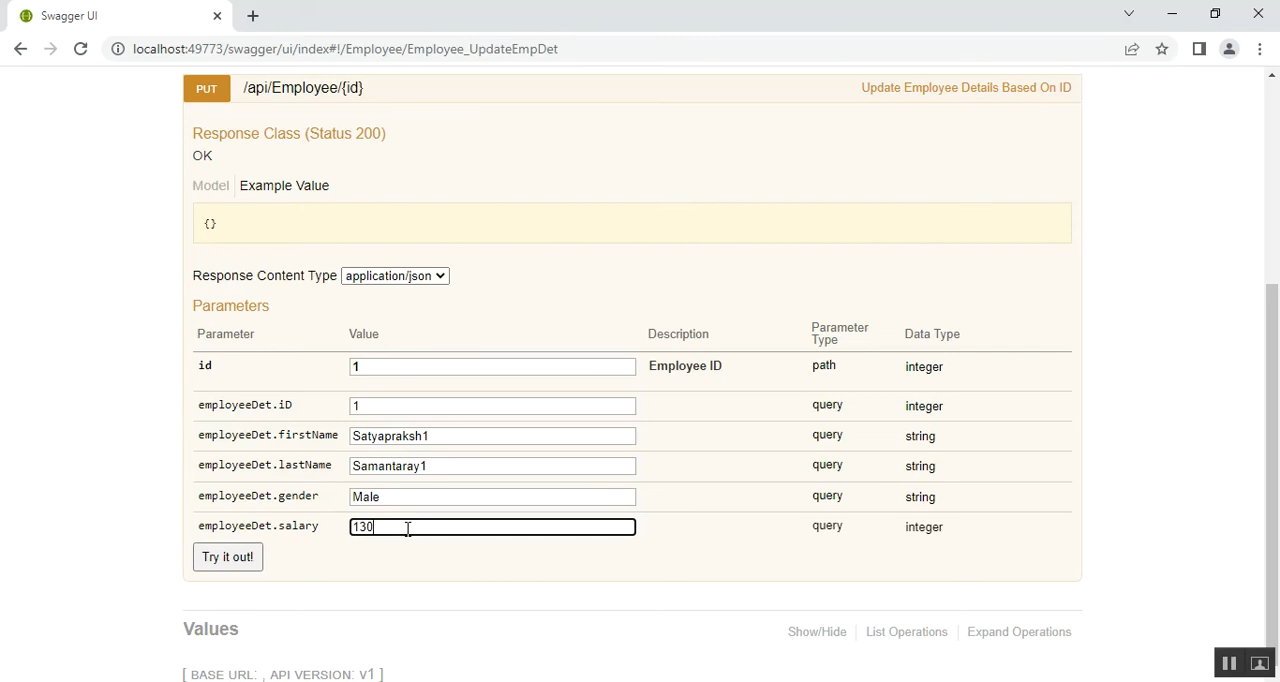 Swagger UI
localhost:49773/swagger/ui/index#!/Employee/Employee_UpdateEmpDet
PUT /api/Employee/{id} Update Employee Details Based On ID
Response Class (Status 200)
OK
Model Example Value
{}
Response Content Type application/json
Parameters
Parameter Value Description Parameter Type Data Type
id 1 Employee ID path integer
employeeDet.iD 1 query integer
employeeDet.firstName Satyapraksh1 query string
employeeDet.lastName Samantaray1 query string
employeeDet.gender Male query string
employeeDet.salary 130 query integer
Try it out!
Values Show/Hide List Operations Expand Operations
[ BASE URL: , API VERSION: V1 ]